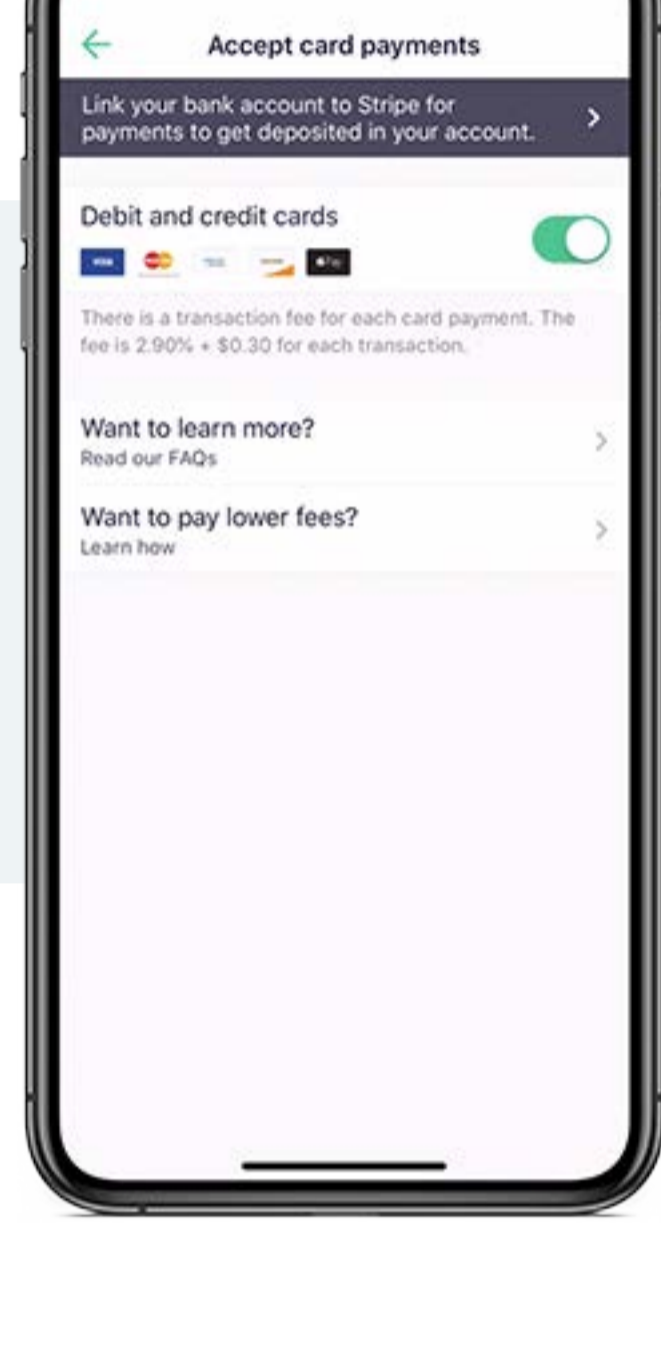 Accept card payments
Link your bank account to Stripe for
payments to get deposited in your account.
Debit and credit cards
VISA
There is a transaction fee for each card payment. The
fee is 2.90% + $0.30 for each transaction.
Want to learn more?
Read our FAQs
Want to pay lower fees?
Learn how